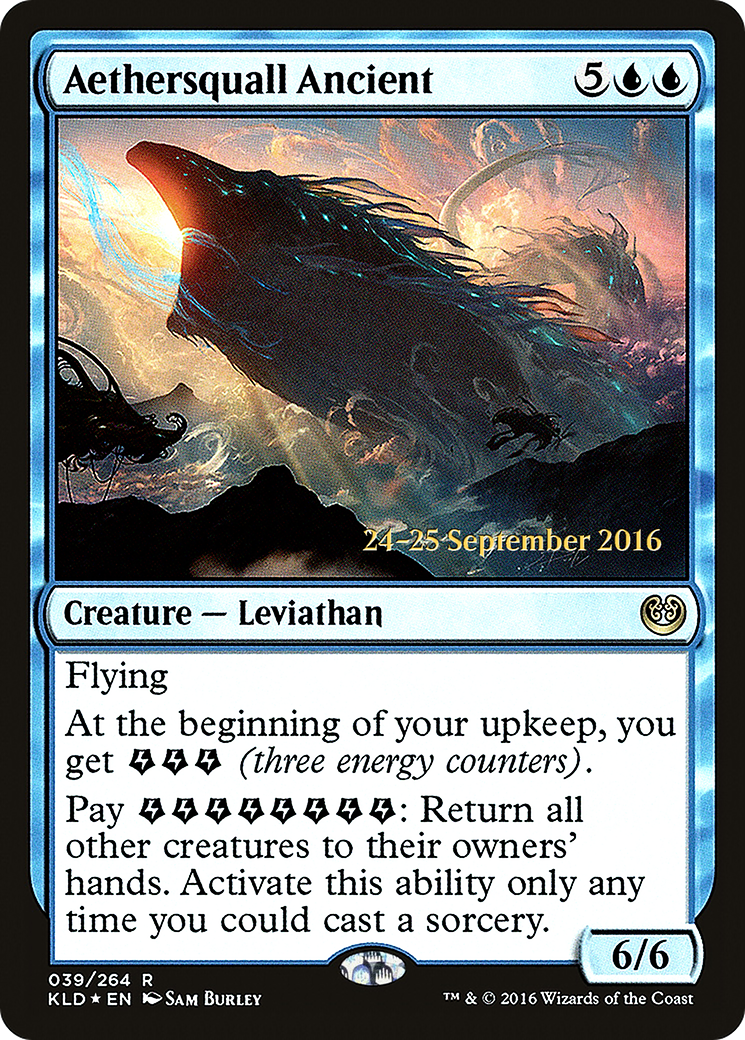 Aethersquall Ancient 5
24–25 September 2016
Creature — Leviathan
Flying
At the beginning of your upkeep, you
get (three energy counters).
Pay : Return all
other creatures to their owners’
hands. Activate this ability only any
time you could cast a sorcery.
6/6
039/264 R
KLD ★ EN Sam Burley
™ & © 2016 Wizards of the Coast